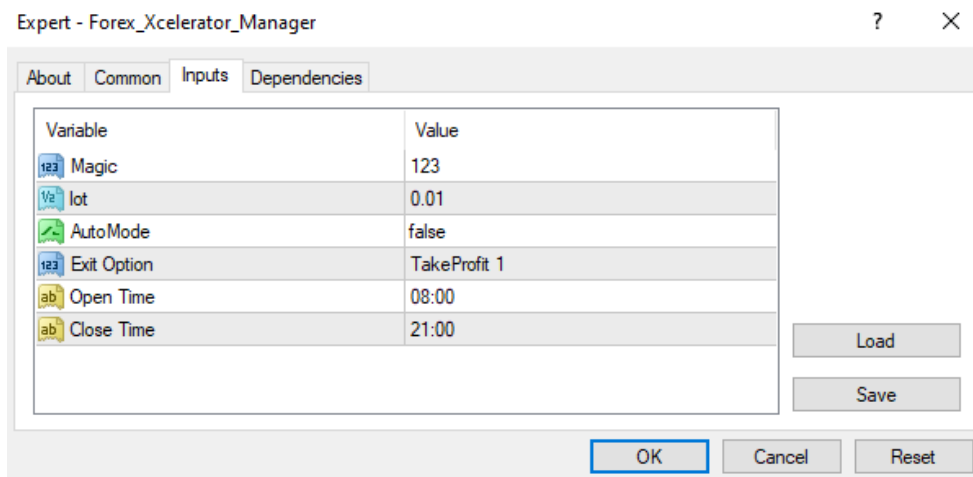 Expert - Forex_Xcelerator_Manager ?
About Common Inputs Dependencies
Variable Value
123 Magic 123
½ lot 0.01
AutoMode false
123 Exit Option TakeProfit 1
ab Open Time 08:00
ab Close Time 21:00
Load
Save
OK Cancel Reset